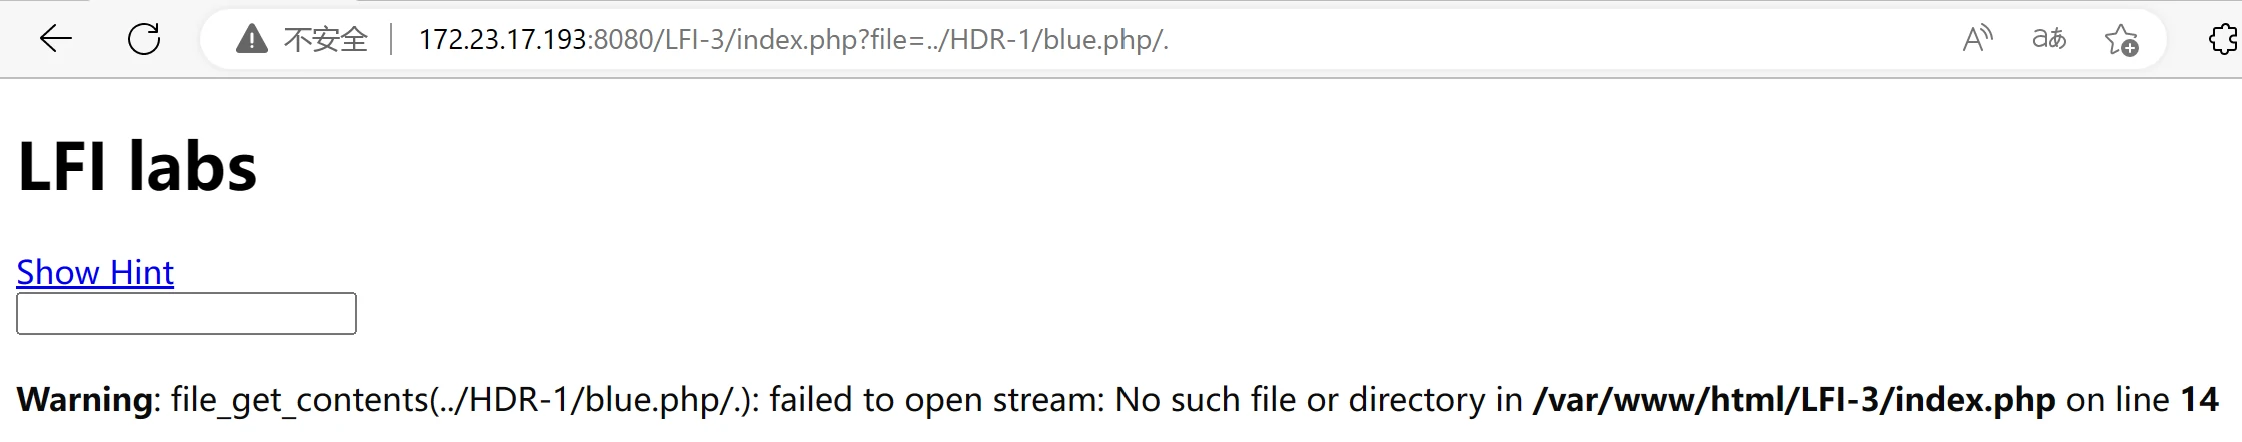 不安全 172.23.17.193:8080/LFI-3/index.php?file=../HDR-1/blue.php/. A aあ
LFI labs
Show Hint
Warning: file_get_contents(../HDR-1/blue.php/.): failed to open stream: No such file or directory in /var/www/html/LFI-3/index.php on line 14